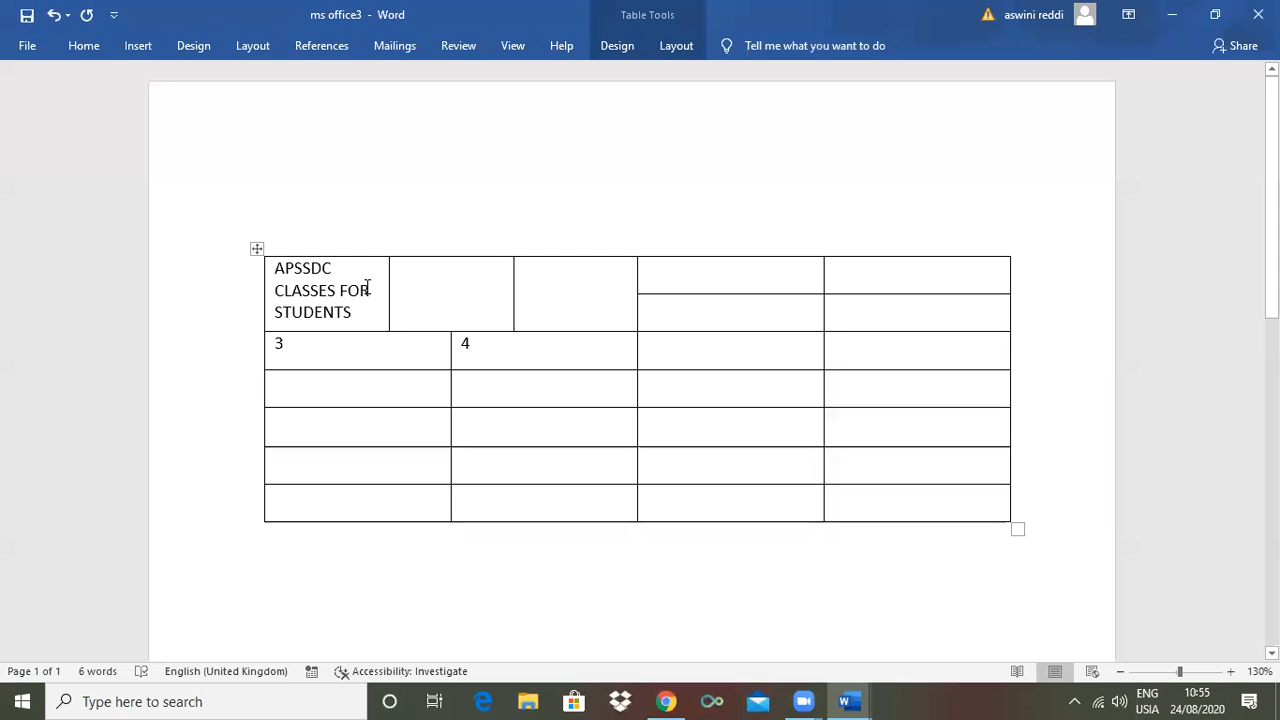 ms office3 - Word
Table Tools
aswini reddi
File
Home
Insert
Design
Layout
References
Mailings
Review
View
Help
Design
Layout
Tell me what you want to do
Share
APSSDC
CLASSES FOR
STUDENTS
3
4
Page 1 of 1
6 words
English (United Kingdom)
Accessibility: Investigate
130%
Type here to search
ENG
USIA
10:55
24/08/2020